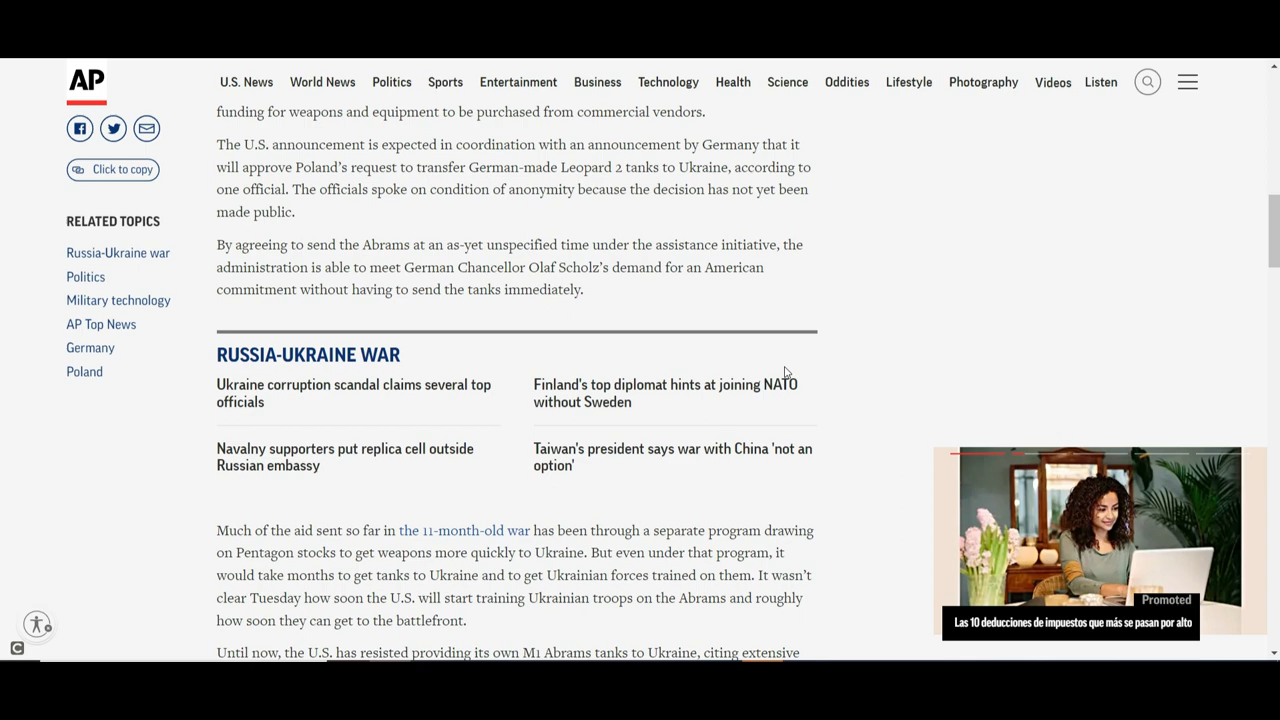 AP
U.S. News World News Politics Sports Entertainment Business Technology Health Science Oddities Lifestyle Photography Videos Listen
Click to copy
RELATED TOPICS
Russia-Ukraine war
Politics
Military technology
AP Top News
Germany
Poland
funding for weapons and equipment to be purchased from commercial vendors.
The U.S. announcement is expected in coordination with an announcement by Germany that it
will approve Poland’s request to transfer German-made Leopard 2 tanks to Ukraine, according to
one official. The officials spoke on condition of anonymity because the decision has not yet been
made public.
By agreeing to send the Abrams at an as-yet unspecified time under the assistance initiative, the
administration is able to meet German Chancellor Olaf Scholz’s demand for an American
commitment without having to send the tanks immediately.
RUSSIA-UKRAINE WAR
Ukraine corruption scandal claims several top
officials
Finland's top diplomat hints at joining NATO
without Sweden
Navalny supporters put replica cell outside
Russian embassy
Taiwan's president says war with China 'not an
option'
Much of the aid sent so far in the 11-month-old war has been through a separate program drawing
on Pentagon stocks to get weapons more quickly to Ukraine. But even under that program, it
would take months to get tanks to Ukraine and to get Ukrainian forces trained on them. It wasn’t
clear Tuesday how soon the U.S. will start training Ukrainian troops on the Abrams and roughly
how soon they can get to the battlefront.
Until now, the U.S. has resisted providing its own M1 Abrams tanks to Ukraine, citing extensive
Promoted
Las 10 deducciones de impuestos que más se pasan por alto